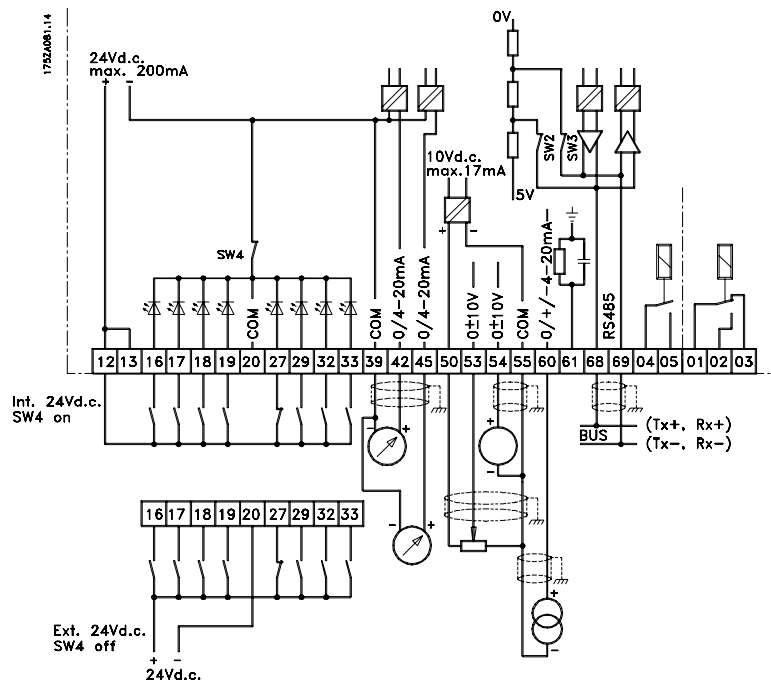 175ZA081.14
24Vd.c.
max. 200mA
+ −
0V
5V
SW2
SW3
10Vd.c.
max.17mA
+ −
SW4
COM
COM
0/4-20mA
0/4-20mA
0±10V
0±10V
COM
0/+/-4-20mA-
RS485
12 13 16 17 18 19 20 27 29 32 33 39 42 45 50 53 54 55 60 61 68 69 04 05 01 02 03
Int. 24Vd.c.
SW4 on
− +
+
−
BUS
(Tx+, Rx+)
(Tx-, Rx-)
16 17 18 19 20 27 29 32 33
− +
+
−
Ext. 24Vd.c.
SW4 off
+ −
24Vd.c.